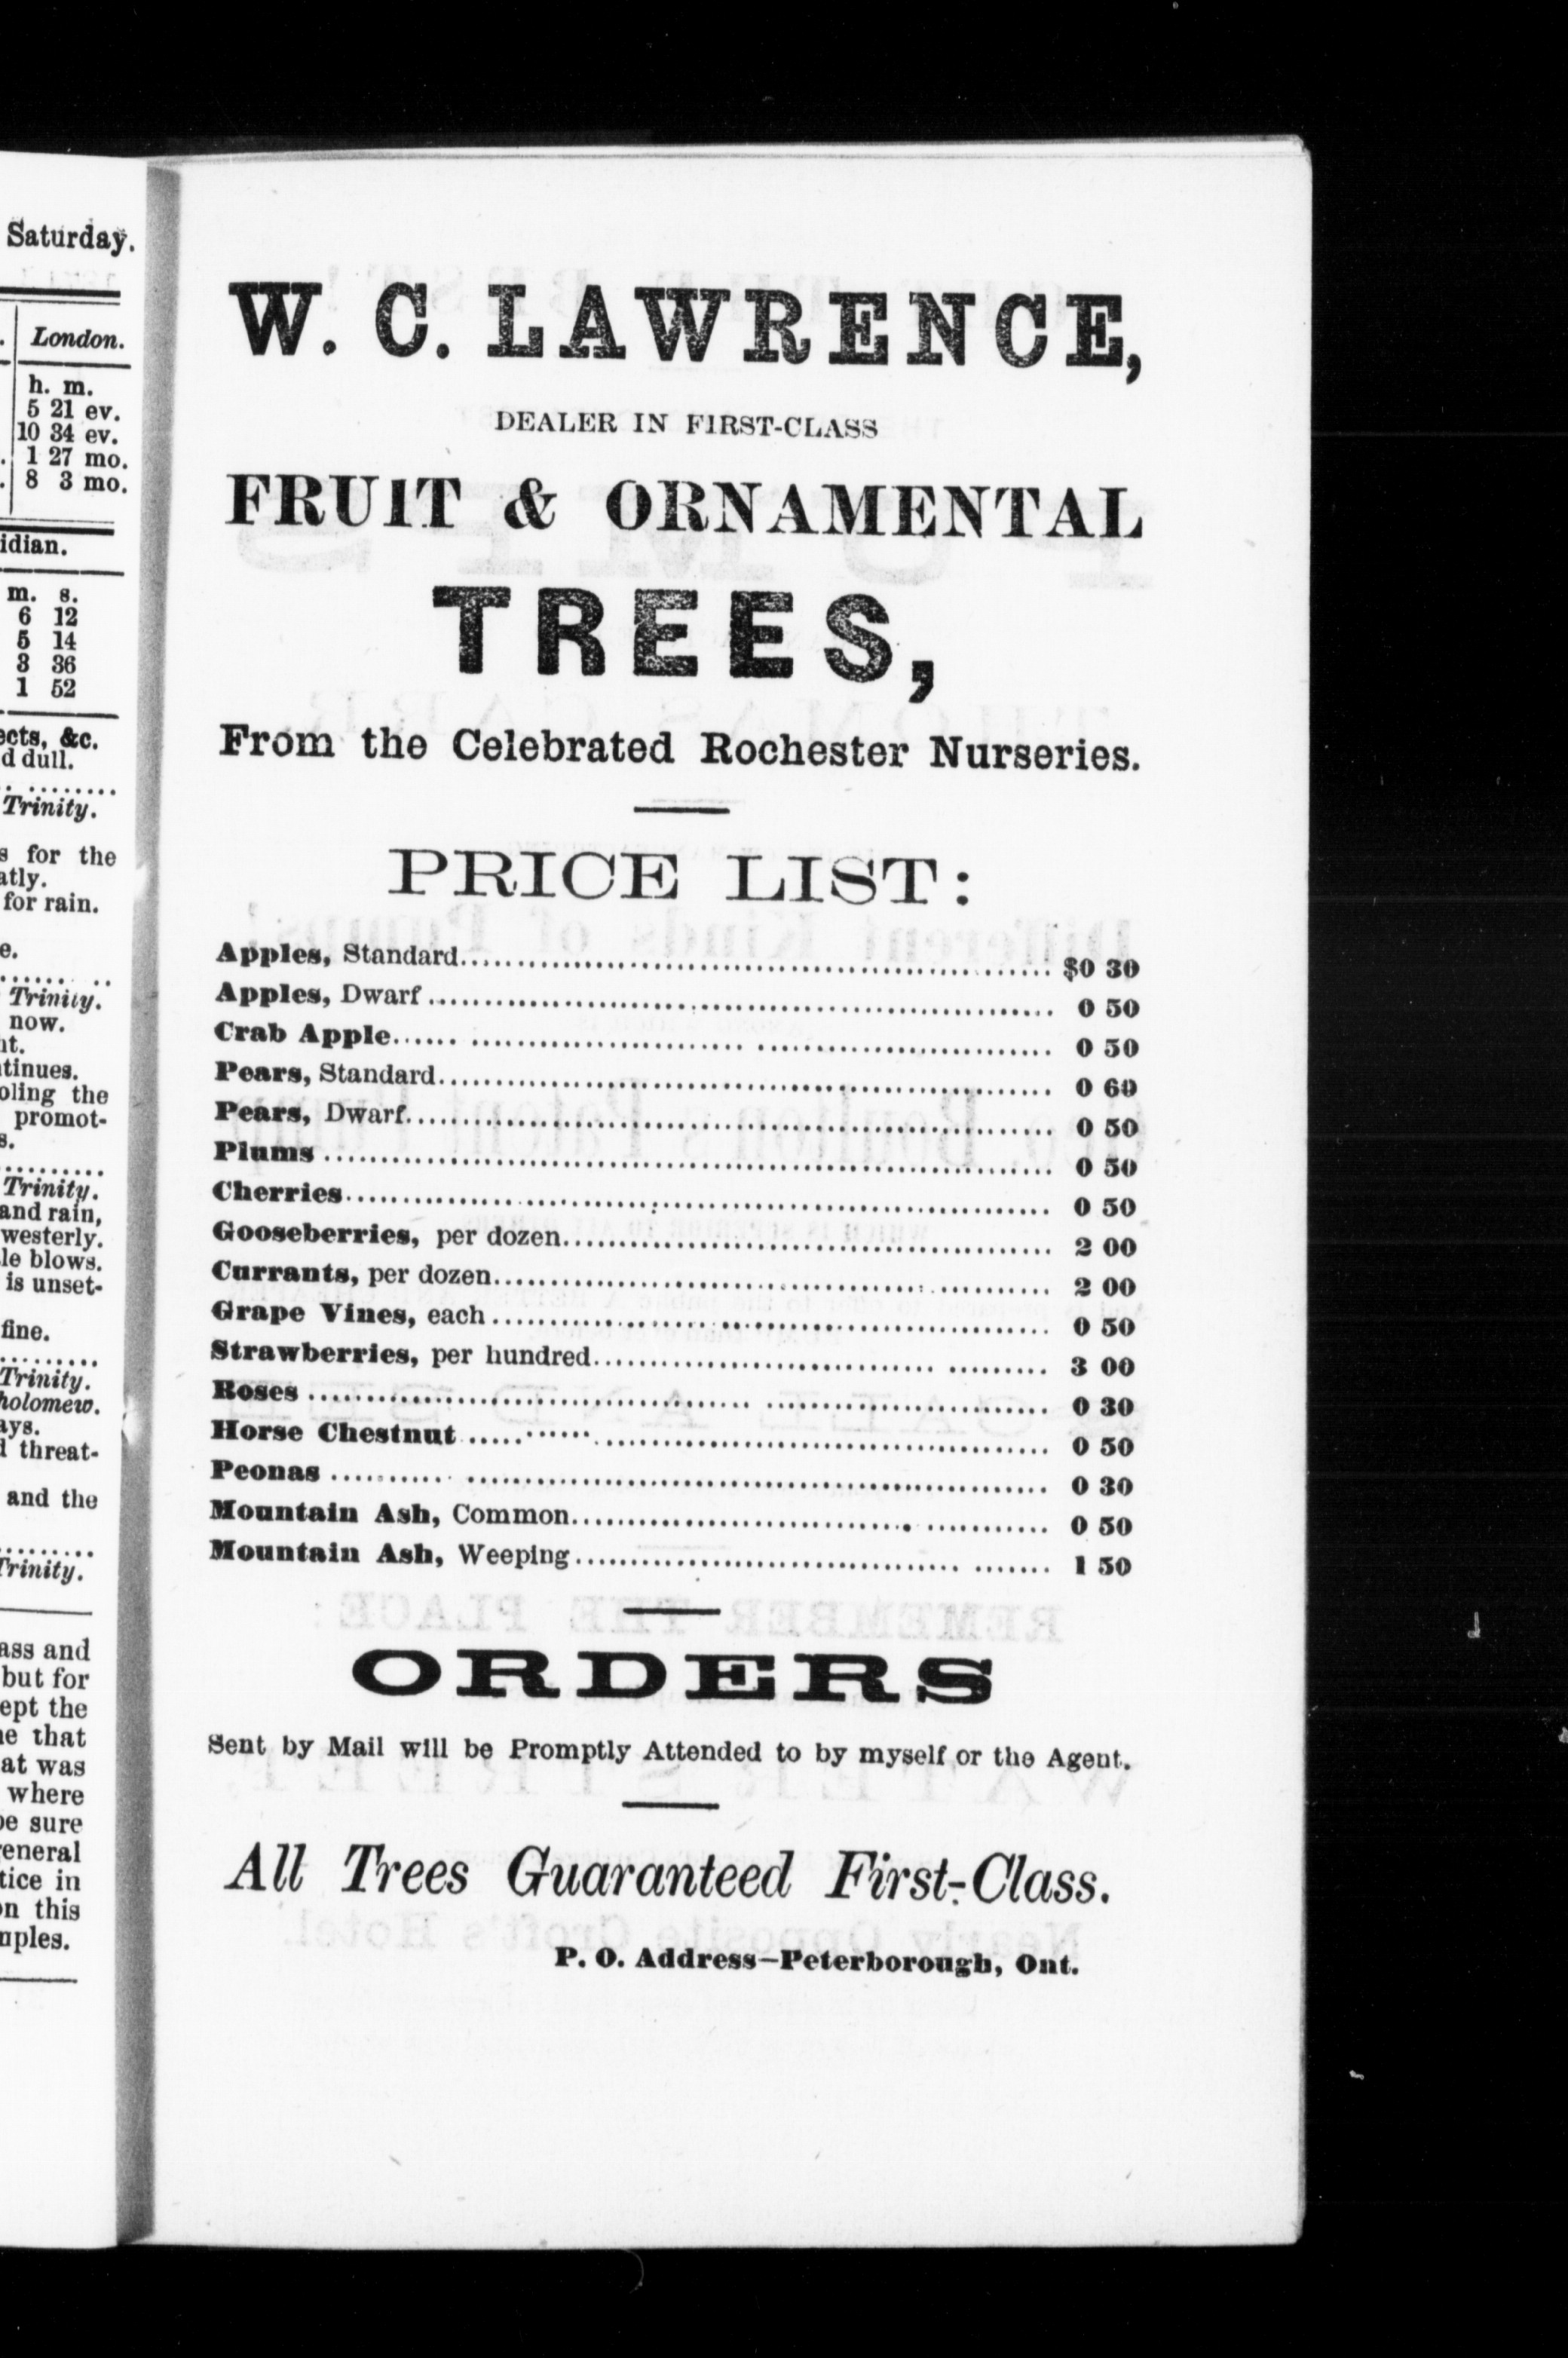 Saturday.
London.
h. m.
5 21 ev.
10 34 ev.
1 27 mo.
8 3 mo.
idian.
m. s.
6 12
5 14
3 36
1 52
ects, &c.
d dull.
Trinity.
s for the
atly.
for rain.
e.
Trinity.
now.
nt.
tinues.
oling the
promot-
s.
Trinity.
and rain,
westerly.
le blows.
is unset-
fine.
Trinity.
holomew.
ays.
d threat-
and the
Trinity.
ass and
but for
ept the
ne that
at was
where
be sure
general
tice in
on this
mples.
W. C. LAWRENCE,
DEALER IN FIRST-CLASS
FRUIT & ORNAMENTAL
TREES,
From the Celebrated Rochester Nurseries.
PRICE LIST:
Apples, Standard.......... $0 30
Apples, Dwarf.......... 0 50
Crab Apple.......... 0 50
Pears, Standard.......... 0 60
Pears, Dwarf.......... 0 50
Plums.......... 0 50
Cherries.......... 0 50
Gooseberries, per dozen.......... 2 00
Currants, per dozen.......... 2 00
Grape Vines, each.......... 0 50
Strawberries, per hundred.......... 3 00
Roses.......... 0 30
Horse Chestnut.......... 0 50
Peonas.......... 0 30
Mountain Ash, Common.......... 0 50
Mountain Ash, Weeping.......... 1 50
ORDERS
Sent by Mail will be Promptly Attended to by myself or the Agent.
All Trees Guaranteed First-Class.
P. O. Address—Peterborough, Ont.